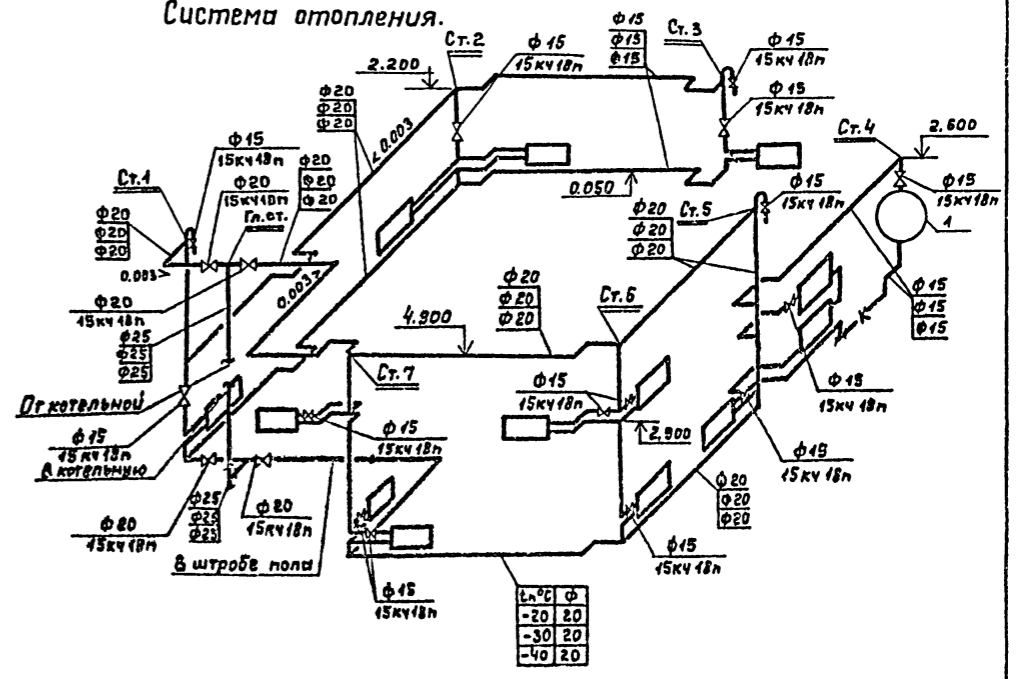 Система отопления.
Ст.2
ф 15
15кч18п
ф15
ф15
ф15
Ст.3
ф 15
15кч18п
2.200
ф 15
15кч18п
ф20
ф20
ф20
<0.003
Ст.4
2.600
ф15
15кч18п
ф20
15кч18п
Гл.ст.
ф20
ф20
ф20
Ст.1
ф20
ф20
ф20
0.003>
0.050
ф15
15кч18п
Ст.5
ф15
15кч18п
1
ф20
ф20
ф20
0.003>
ф20
15кч18п
ф25
ф25
ф25
ф20
ф20
ф20
Ст.6
4.900
К
ф15
ф15
ф15
Ст.7
От котельной
ф15
15кч18п
ф15
15кч18п
ф15
15кч18п
В котельную
ф15
15кч18п
2,900
ф15
15кч18п
ф20
15кч18п
ф25
ф25
ф25
ф20
15кч18п
ф20
ф20
ф20
В штробе пола
ф15
15кч18п
ф15
15кч18п
tн°С ф
-20 20
-30 20
-40 20